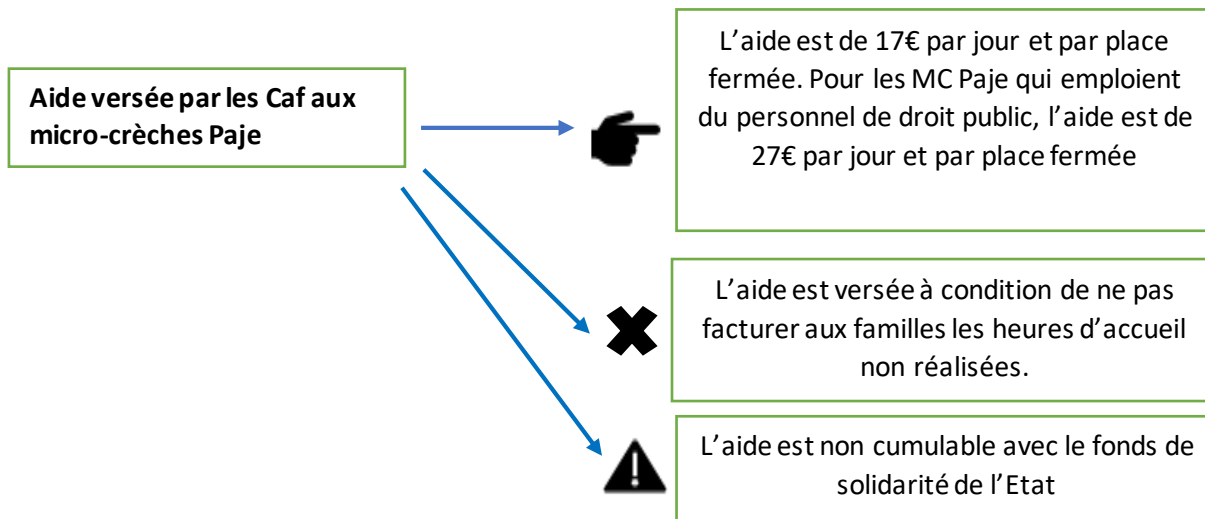 Aide versée par les Caf aux
micro-crèches Paje
L’aide est de 17€ par jour et par place
fermée. Pour les MC Paje qui emploient
du personnel de droit public, l’aide est de
27€ par jour et par place fermée
L’aide est versée à condition de ne pas
facturer aux familles les heures d’accueil
non réalisées.
L’aide est non cumulable avec le fonds de
solidarité de l’Etat